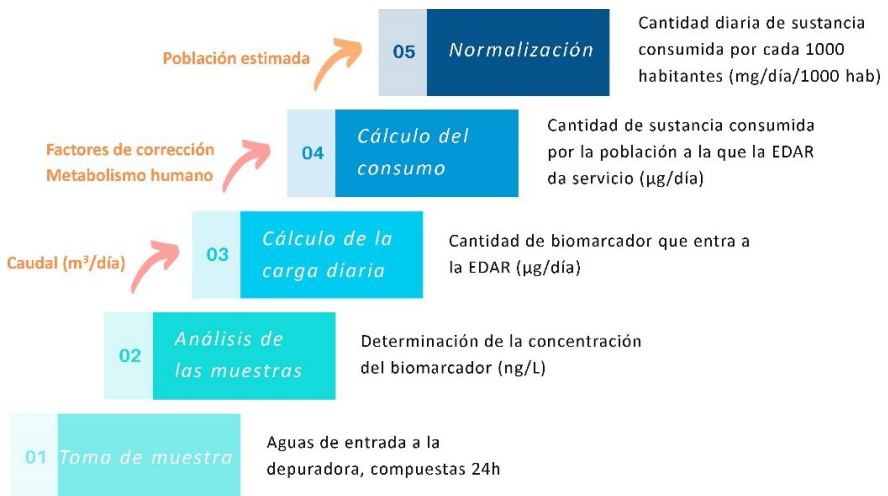 05
Normalización
Cantidad diaria de sustancia
consumida por cada 1000
habitantes (mg/día/1000 hab)
Población estimada
04
Cálculo del
consumo
Cantidad de sustancia consumida
por la población a la que la EDAR
da servicio (µg/día)
Factores de corrección
Metabolismo humano
03
Cálculo de la
carga diaria
Cantidad de biomarcador que entra a
la EDAR (µg/día)
Caudal (m³/día)
02
Análisis de
las muestras
Determinación de la concentración
del biomarcador (ng/L)
01
Toma de muestra
Aguas de entrada a la
depuradora, compuestas 24h